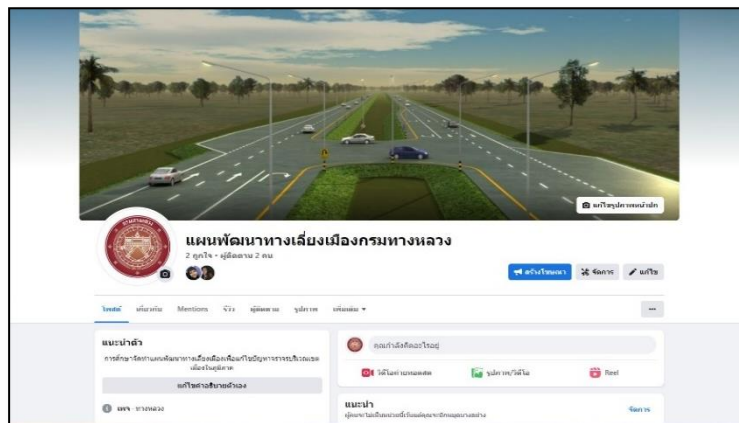 แก้ไขรูปภาพหน้าปก
แผนพัฒนาทางเลี่ยงเมืองกรมทางหลวง
2 ถูกใจ • ผู้ติดตาม 2 คน
สร้างโฆษณา
จัดการ
แก้ไข
โพสต์
เกี่ยวกับ
Mentions
รีวิว
ผู้ติดตาม
รูปภาพ
เพิ่มเติม
แนะนำตัว
การศึกษาจัดทำแผนพัฒนาทางเลี่ยงเมืองเพื่อแก้ไขปัญหาจราจรบริเวณเขต
เมืองในภูมิภาค
แก้ไขคำอธิบายตัวเอง
เพจ · ทางหลวง
คุณกำลังคิดอะไรอยู่
วิดีโอถ่ายทอดสด
รูปภาพ/วิดีโอ
Reel
แนะนำ
จัดการ